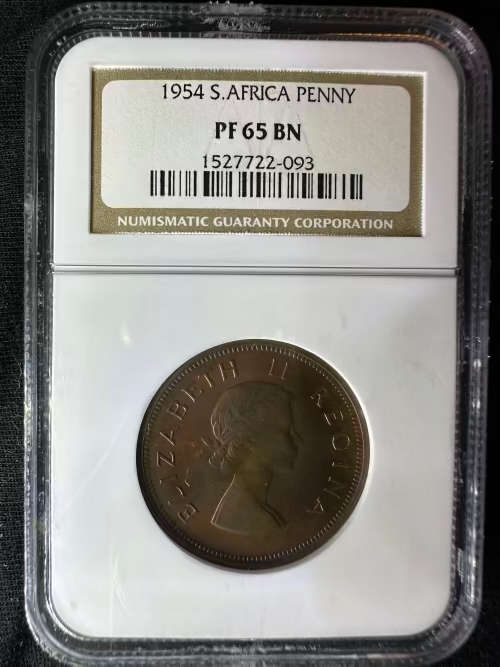 1954 S.AFRICA PENNY
PF 65 BN
1527722-093
NUMISMATIC GUARANTY CORPORATION
ELIZABETH II REGINA